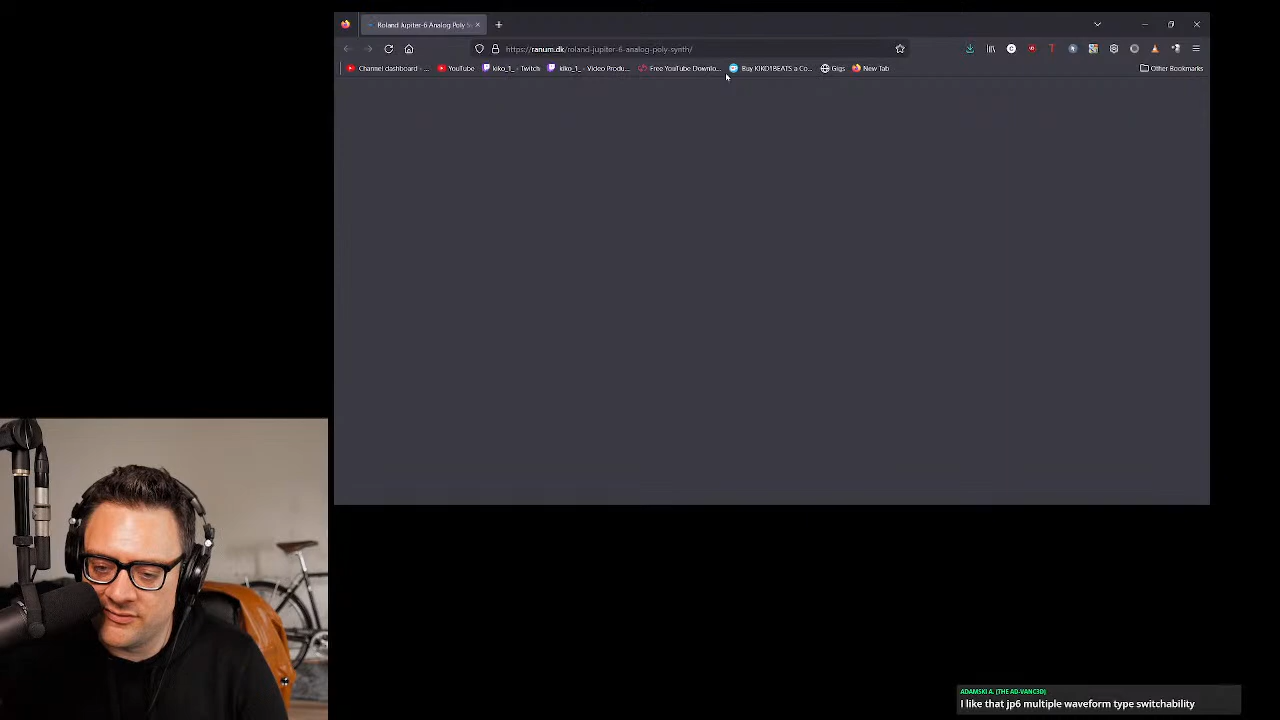 Roland Jupiter-6 Analog Poly S
https://ranum.dk/roland-jupiter-6-analog-poly-synth/
Channel dashboard - ... YouTube kiko_1_ - Twitch kiko_1_ - Video Produ... Free YouTube Downlo... Buy KIKO1BEATS a Co... Gigs New Tab Other Bookmarks
ADAMSKI A. (THE AD-VANC3D)
I like that jp6 multiple waveform type switchability